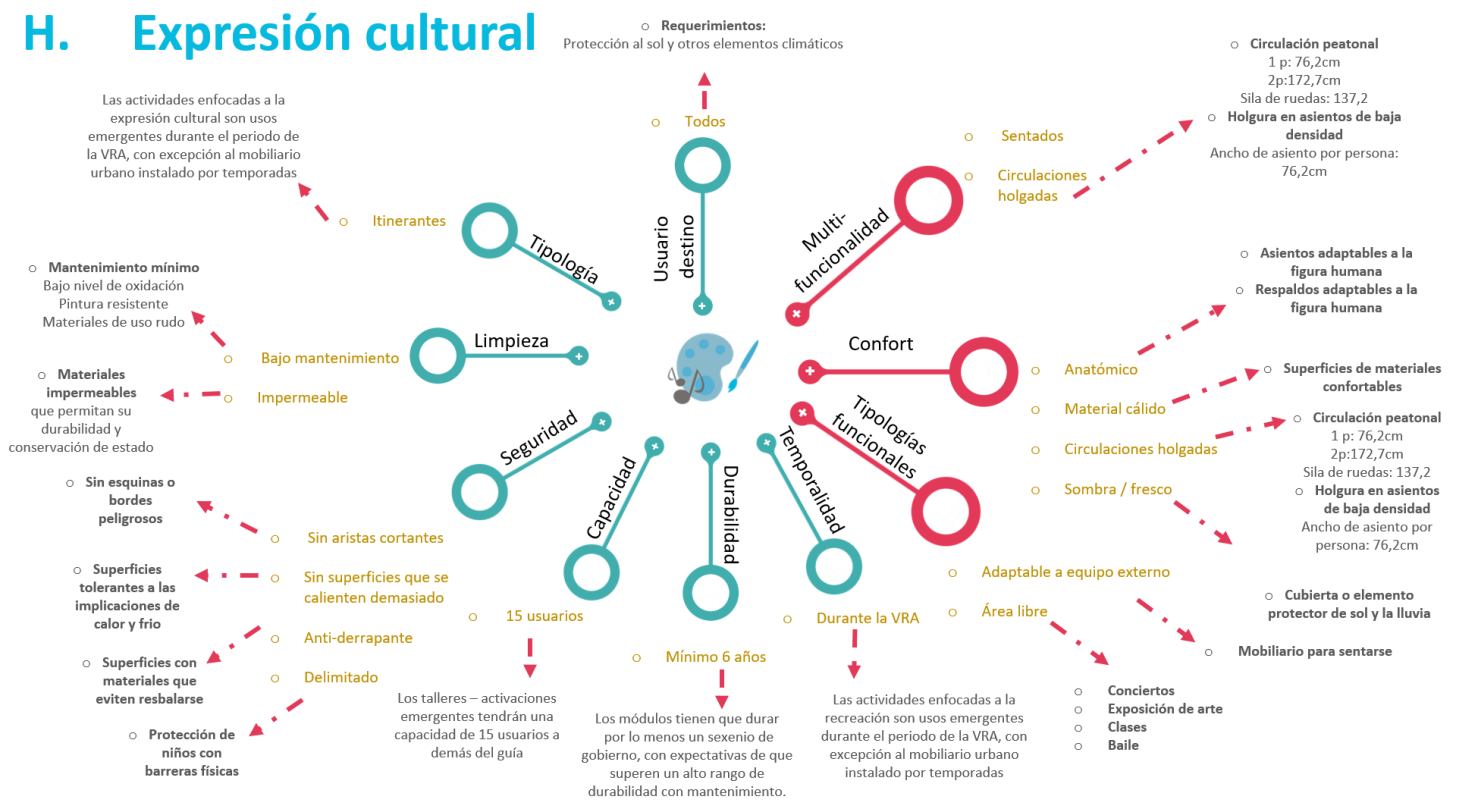 H. Expresión cultural
○ Requerimientos:
Protección al sol y otros elementos climáticos
○ Todos
Usuario
destino
Las actividades enfocadas a la
expresión cultural son usos
emergentes durante el periodo de
la VRA, con excepción al mobiliario
urbano instalado por temporadas
○ Itinerantes
Tipología
○ Mantenimiento mínimo
Bajo nivel de oxidación
Pintura resistente
Materiales de uso rudo
○ Bajo mantenimiento
○ Materiales
impermeables
que permitan su
durabilidad y
conservación de estado
○ Impermeable
Limpieza
○ Sin esquinas o
bordes
peligrosos
○ Sin aristas cortantes
○ Superficies
tolerantes a las
implicaciones de
calor y frio
○ Sin superficies que se
calienten demasiado
○ Superficies con
materiales que
eviten resbalarse
○ Anti-derrapante
○ Protección de
niños con
barreras físicas
○ Delimitado
Seguridad
Capacidad
○ 15 usuarios
Los talleres – activaciones
emergentes tendrán una
capacidad de 15 usuarios a
demás del guía
Durabilidad
○ Mínimo 6 años
Los módulos tienen que durar
por lo menos un sexenio de
gobierno, con expectativas de que
superen un alto rango de
durabilidad con mantenimiento.
Temporalidad
○ Durante la VRA
Las actividades enfocadas a la
recreación son usos emergentes
durante el periodo de la VRA, con
excepción al mobiliario urbano
instalado por temporadas
Tipologías
funcionales
○ Adaptable a equipo externo
○ Área libre
○ Mobiliario para sentarse
○ Conciertos
○ Exposición de arte
○ Clases
○ Baile
Confort
○ Anatómico
○ Material cálido
○ Circulaciones holgadas
○ Sombra / fresco
○ Asientos adaptables a la
figura humana
○ Respaldos adaptables a la
figura humana
○ Superficies de materiales
confortables
○ Circulación peatonal
1 p: 76,2cm
2p:172,7cm
Sila de ruedas: 137,2
○ Holgura en asientos
de baja densidad
Ancho de asiento por
persona: 76,2cm
○ Cubierta o elemento
protector de sol y la lluvia
Multi-
funcionalidad
○ Sentados
○ Circulaciones
holgadas
○ Circulación peatonal
1 p: 76,2cm
2p:172,7cm
Sila de ruedas: 137,2
○ Holgura en asientos de baja
densidad
Ancho de asiento por persona:
76,2cm